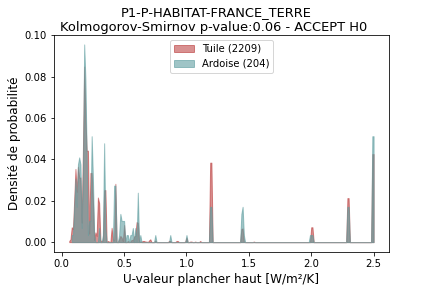 P1-P-HABITAT-FRANCE_TERRE
Kolmogorov-Smirnov p-value:0.06 - ACCEPT H0
Tuile (2209)
Ardoise (204)
Densité de probabilité
0.10
0.08
0.06
0.04
0.02
0.00
0.0 0.5 1.0 1.5 2.0 2.5
U-valeur plancher haut [W/m²/K]